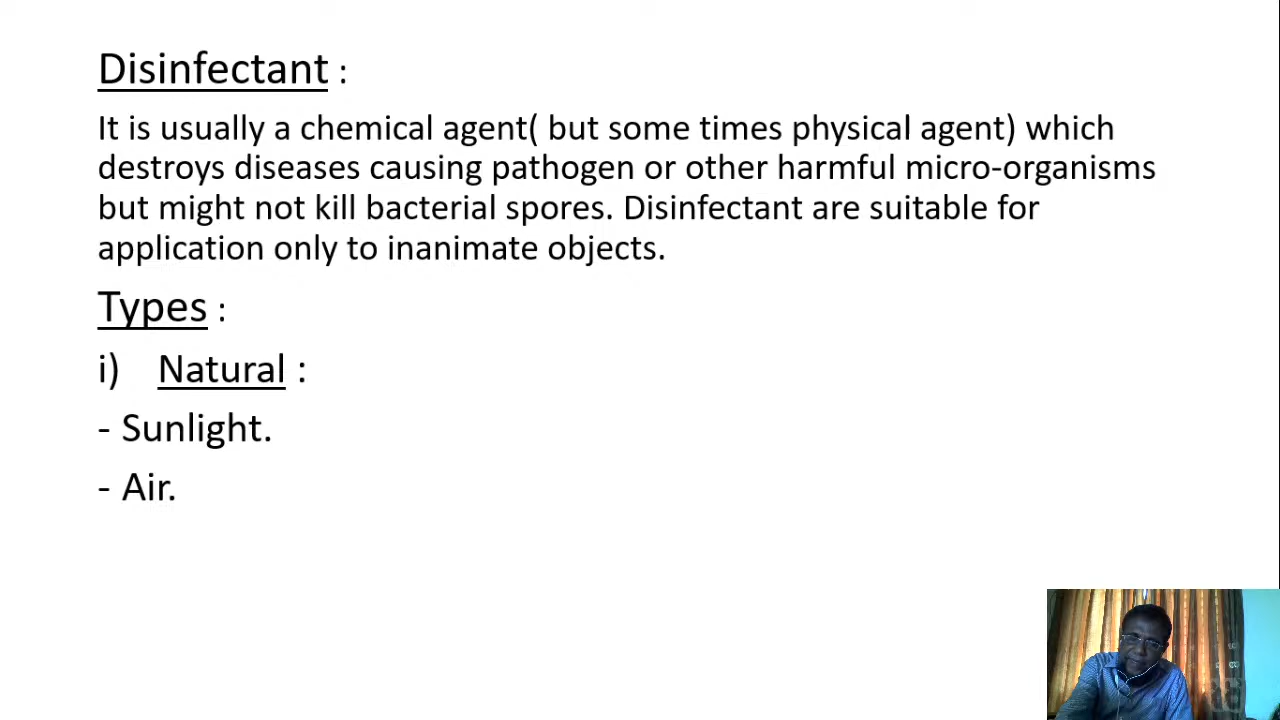 Disinfectant :
It is usually a chemical agent( but some times physical agent) which
destroys diseases causing pathogen or other harmful micro-organisms
but might not kill bacterial spores. Disinfectant are suitable for
application only to inanimate objects.
Types :
i) Natural :
- Sunlight.
- Air.